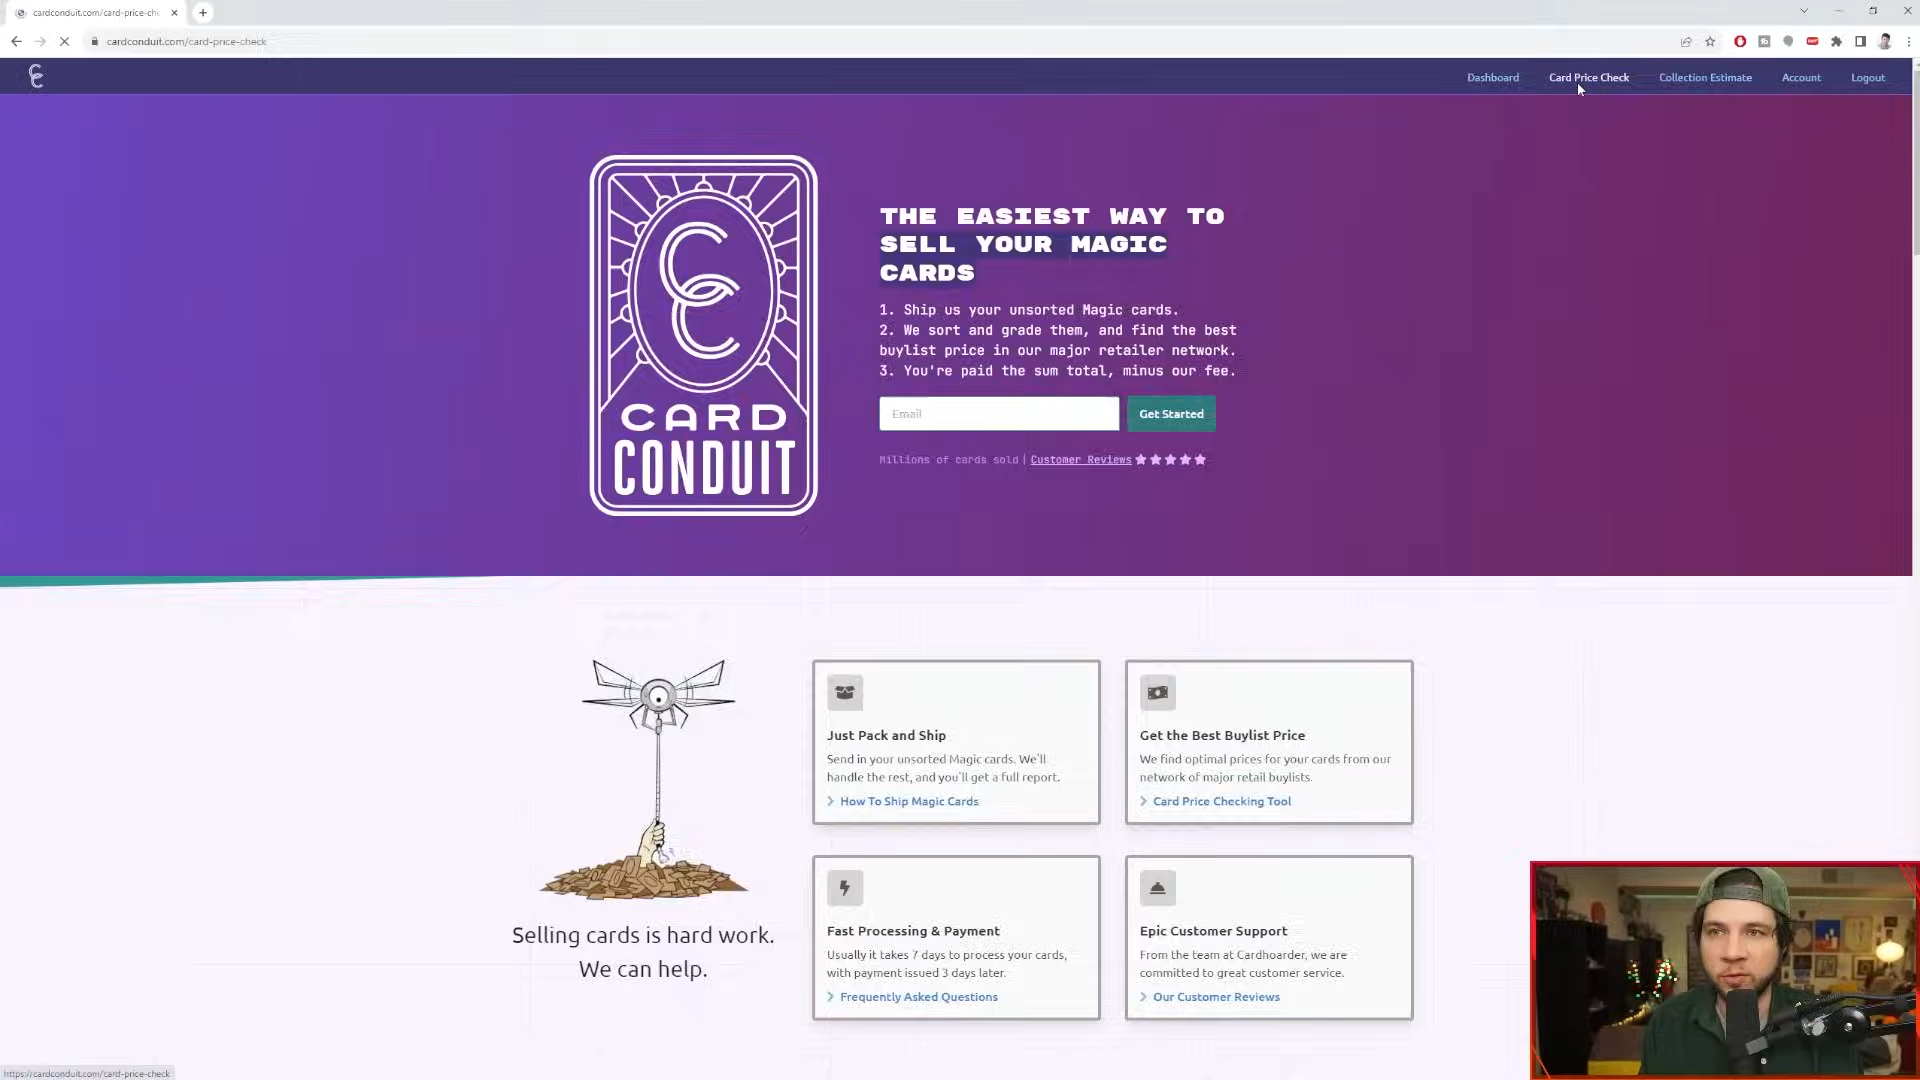 cardconduit.com/card-price-che
cardconduit.com/card-price-check
Dashboard
Card Price Check
Collection Estimate
Account
Logout
THE EASIEST WAY TO
SELL YOUR MAGIC
CARDS
1. Ship us your unsorted Magic cards.
2. We sort and grade them, and find the best
buylist price in our major retailer network.
3. You're paid the sum total, minus our fee.
Email
Get Started
Millions of cards sold | Customer Reviews
CARD
CONDUIT
Just Pack and Ship
Send in your unsorted Magic cards. We'll
handle the rest, and you'll get a full report.
How To Ship Magic Cards
Get the Best Buylist Price
We find optimal prices for your cards from our
network of major retail buylists.
Card Price Checking Tool
Selling cards is hard work.
We can help.
Fast Processing & Payment
Usually it takes 7 days to process your cards,
with payment issued 3 days later.
Frequently Asked Questions
Epic Customer Support
From the team at Cardhoarder, we are
committed to great customer service.
Our Customer Reviews
https://cardconduit.com/card-price-check